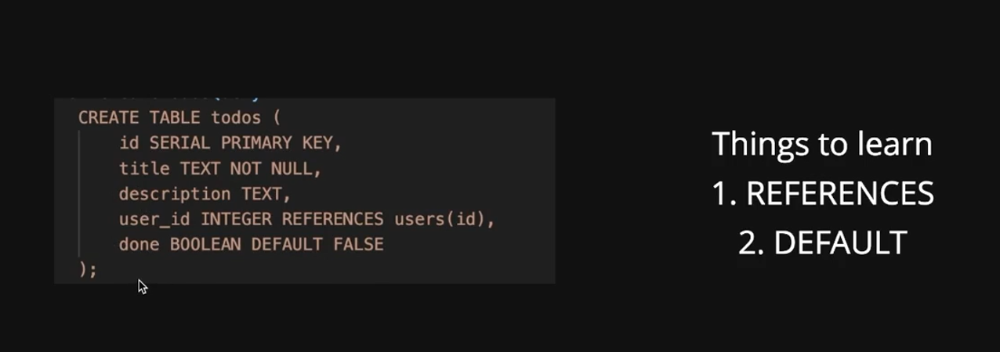 CREATE TABLE todos (
id SERIAL PRIMARY KEY,
title TEXT NOT NULL,
description TEXT,
user_id INTEGER REFERENCES users(id),
done BOOLEAN DEFAULT FALSE
);
Things to learn
1. REFERENCES
2. DEFAULT